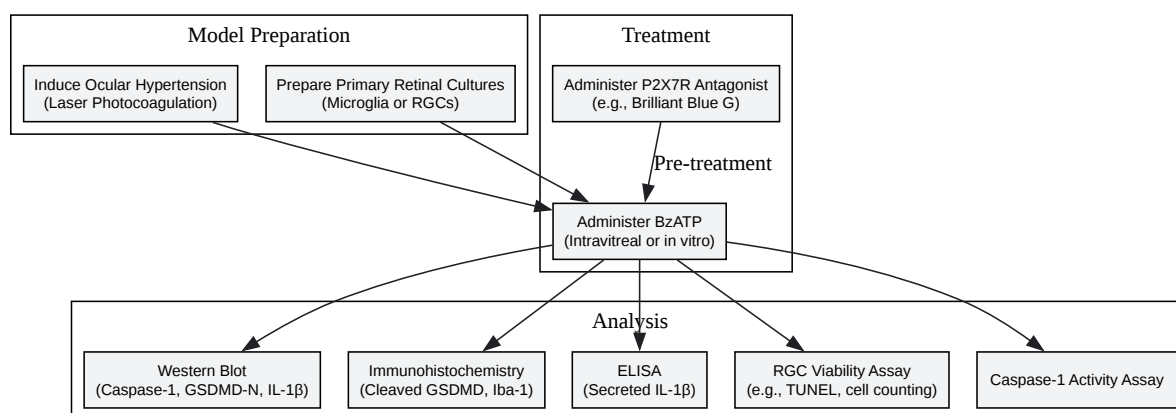 Model Preparation
Induce Ocular Hypertension
(Laser Photocoagulation)
Prepare Primary Retinal Cultures
(Microglia or RGCs)
Treatment
Administer P2X7R Antagonist
(e.g., Brilliant Blue G)
Pre-treatment
Administer BzATP
(Intravitreal or in vitro)
Analysis
Western Blot
(Caspase-1, GSDMD-N, IL-1β)
Immunohistochemistry
(Cleaved GSDMD, Iba-1)
ELISA
(Secreted IL-1β)
RGC Viability Assay
(e.g., TUNEL, cell counting)
Caspase-1 Activity Assay